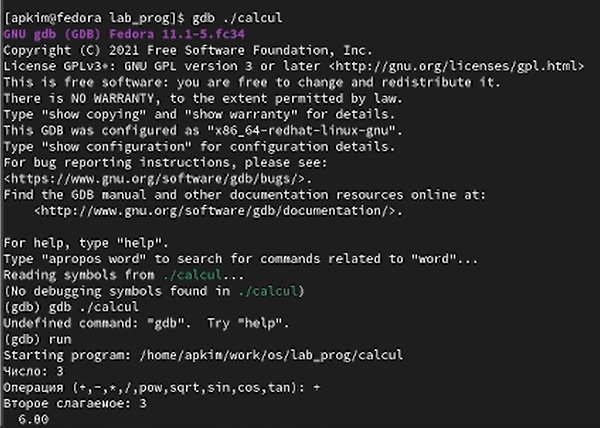 [apkim@fedora lab_prog]$ gdb ./calcul
GNU gdb (GDB) Fedora 11.1-5.fc34
Copyright (C) 2021 Free Software Foundation, Inc.
License GPLv3+: GNU GPL version 3 or later <http://gnu.org/licenses/gpl.html>
This is free software: you are free to change and redistribute it.
There is NO WARRANTY, to the extent permitted by law.
Type "show copying" and "show warranty" for details.
This GDB was configured as "x86_64-redhat-linux-gnu".
Type "show configuration" for configuration details.
For bug reporting instructions, please see:
<https://www.gnu.org/software/gdb/bugs/>.
Find the GDB manual and other documentation resources online at:
    <http://www.gnu.org/software/gdb/documentation/>.

For help, type "help".
Type "apropos word" to search for commands related to "word"...
Reading symbols from ./calcul...
(No debugging symbols found in ./calcul)
(gdb) gdb ./calcul
Undefined command: "gdb".  Try "help".
(gdb) run
Starting program: /home/apkim/work/os/lab_prog/calcul
Число: 3
Операция (+,-,*,/,pow,sqrt,sin,cos,tan): +
Второе слагаемое: 3
  6.00